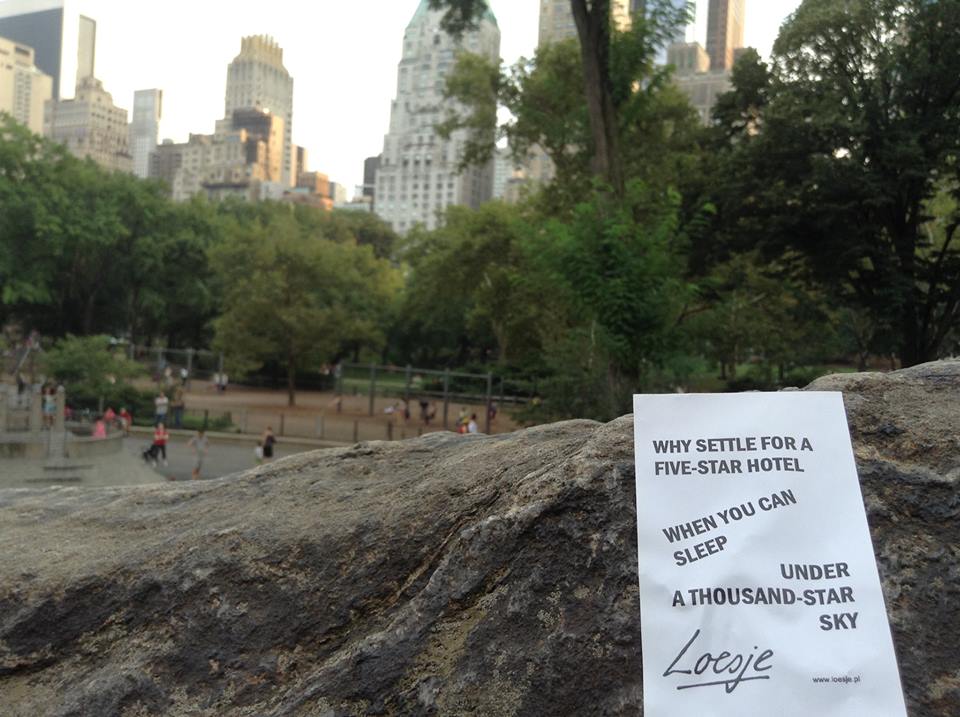 WHY SETTLE FOR A
FIVE-STAR HOTEL
WHEN YOU CAN
SLEEP
UNDER
A THOUSAND-STAR
SKY
Loesje
www.loesje.pl